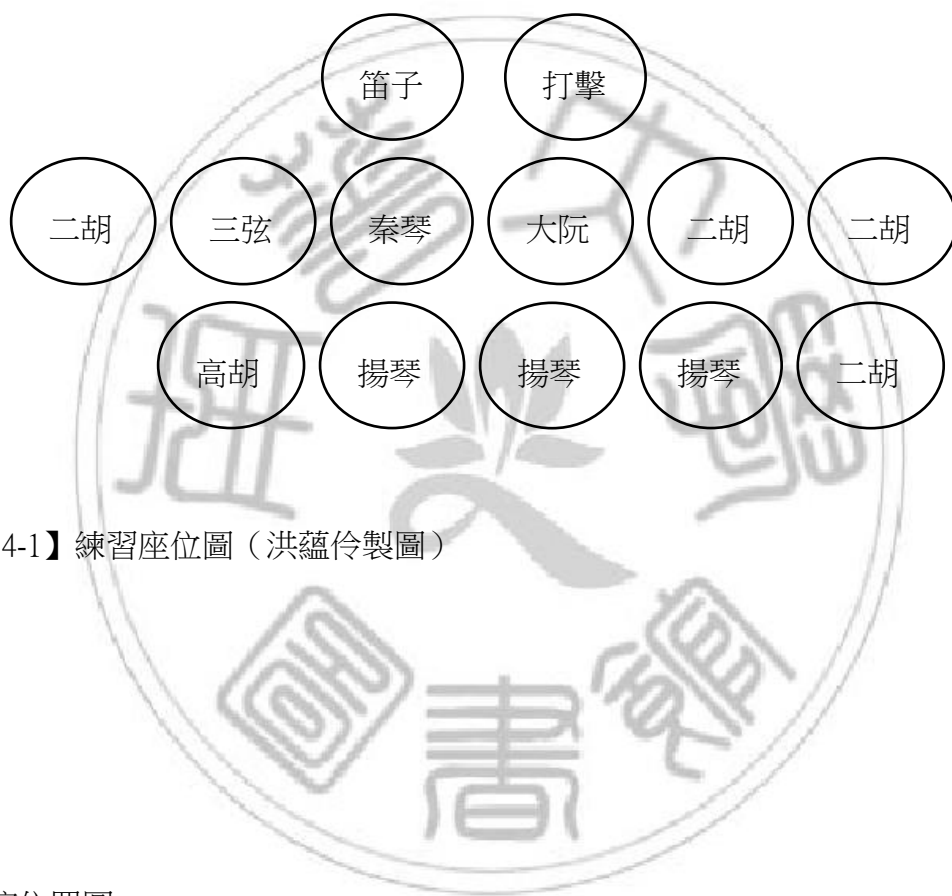 笛子 打擊
二胡 三弦 秦琴 大阮 二胡 二胡
高胡 揚琴 揚琴 揚琴 二胡
4-1】練習座位圖（洪蘊伶製圖）